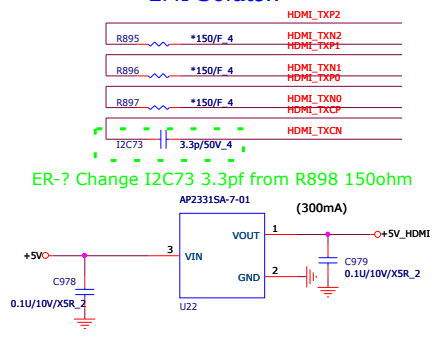 HDMI_TXP2
R895 *150/F_4 HDMI_TXN2
HDMI_TXP1
R896 *150/F_4 HDMI_TXN1
HDMI_TXP0
R897 *150/F_4 HDMI_TXN0
HDMI_TXCP
HDMI_TXCN
I2C73 3.3p/50V_4
ER-? Change I2C73 3.3pf from R898 150ohm
AP2331SA-7-01
(300mA)
+5V 3 VIN VOUT 1 +5V_HDMI
GND 2
C978
0.1U/10V/X5R_2
C979
0.1U/10V/X5R_2
U22